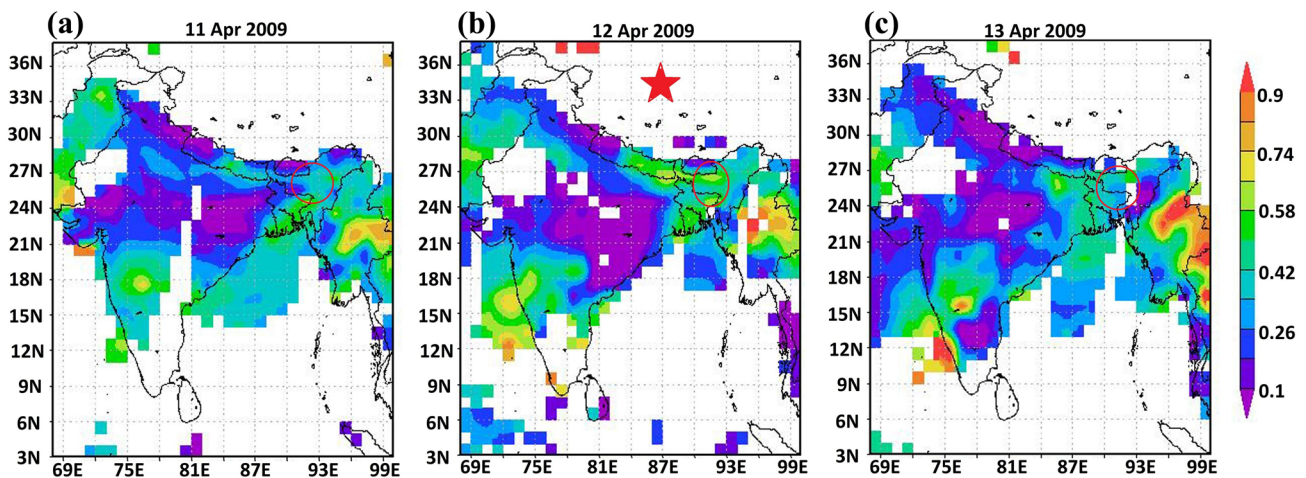 (a) 11 Apr 2009
36N
33N
30N
27N
24N
21N
18N
15N
12N
9N
6N
3N
69E 75E 81E 87E 93E 99E
(b) 12 Apr 2009
36N
33N
30N
27N
24N
21N
18N
15N
12N
9N
6N
3N
69E 75E 81E 87E 93E 99E
(c) 13 Apr 2009
36N
33N
30N
27N
24N
21N
18N
15N
12N
9N
6N
3N
69E 75E 81E 87E 93E 99E
0.9
0.74
0.58
0.42
0.26
0.1